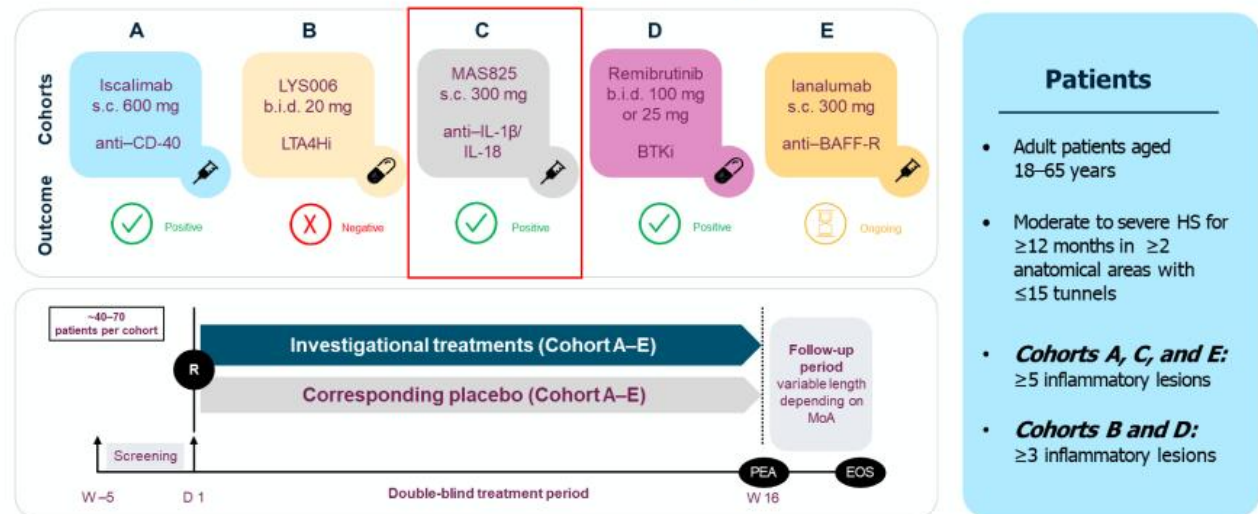 A
B
C
D
E
Cohorts
Iscalimab
s.c. 600 mg
anti–CD-40
LYS006
b.i.d. 20 mg
LTA4Hi
MAS825
s.c. 300 mg
anti–IL-1β/
IL-18
Remibrutinib
b.i.d. 100 mg
or 25 mg
BTKi
Ianalumab
s.c. 300 mg
anti–BAFF-R
Outcome
Positive
X
Negative
Positive
Positive
Ongoing
~40–70
patients per cohort
R
Investigational treatments (Cohort A–E)
Corresponding placebo (Cohort A–E)
Follow-up
period
variable length
depending on
MoA
Screening
PEA
EOS
W –5
D 1
Double-blind treatment period
W 16
Patients
• Adult patients aged
18–65 years
• Moderate to severe HS for
≥12 months in ≥2
anatomical areas with
≤15 tunnels
• Cohorts A, C, and E:
≥5 inflammatory lesions
• Cohorts B and D:
≥3 inflammatory lesions